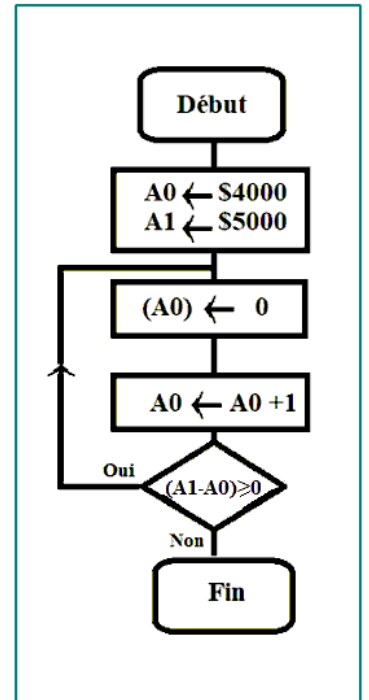 Début
A0 ← $4000
A1 ← $5000
(A0) ← 0
A0 ← A0 +1
Oui
(A1-A0)≥0
Non
Fin